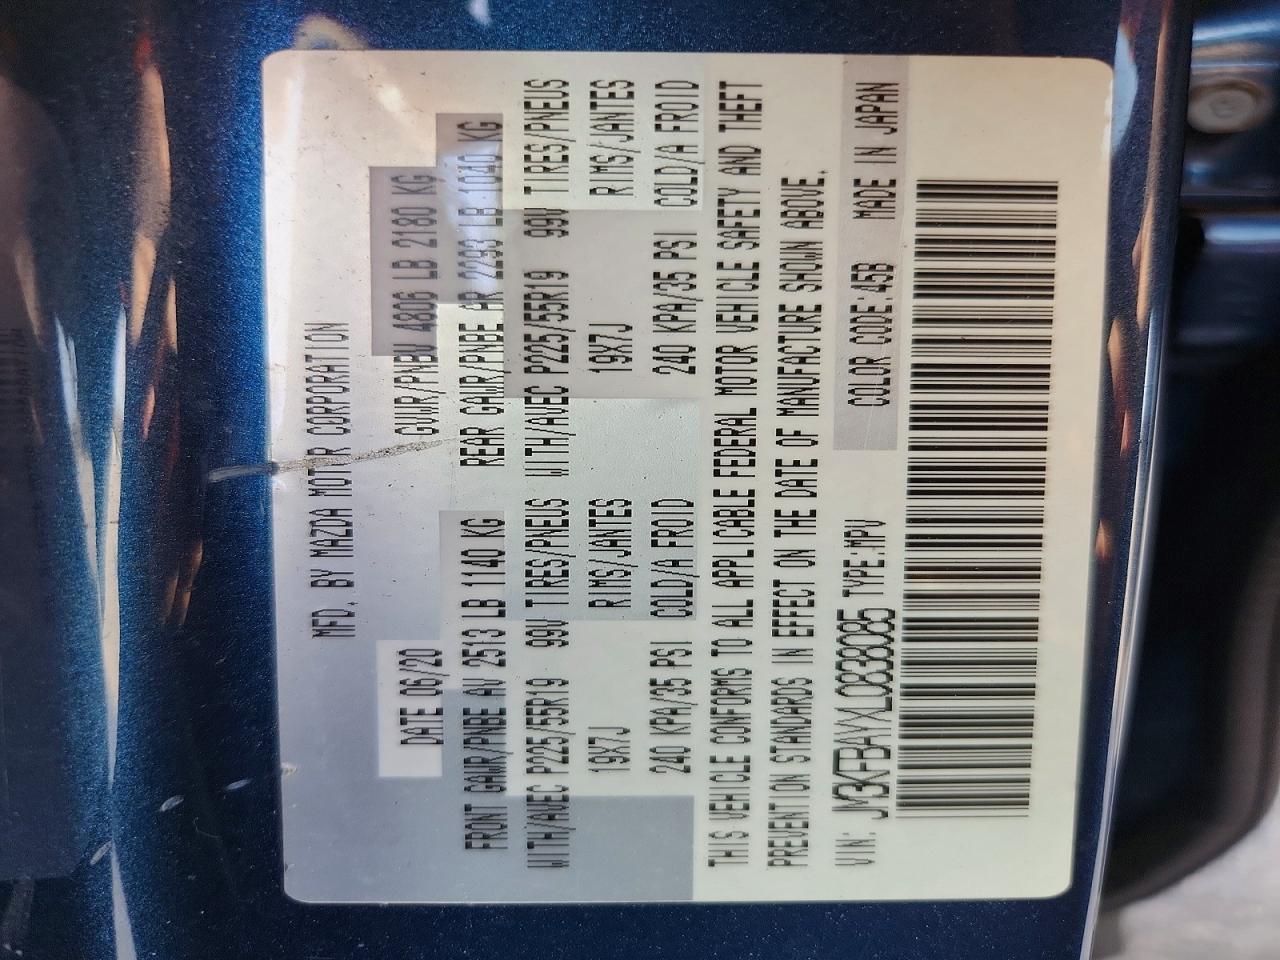 MFD. BY MAZDA MOTOR CORPORATION
DATE 06/20 GVWR/PNBV 4806 LB 2180 KG
FRONT GAWR/PNBE AV 2513 LB 1140 KG REAR GAWR/PNBE AR 2293 LB 1040 KG
WITH/AVEC P225/55R19 99V TIRES/PNEUS WITH/AVEC P225/55R19 99V TIRES/PNEUS
19X7J RIMS/JANTES 19X7J RIMS/JANTES
240 KPA/35 PSI COLD/A FROID 240 KPA/35 PSI COLD/A FROID
THIS VEHICLE CONFORMS TO ALL APPLICABLE FEDERAL MOTOR VEHICLE SAFETY AND THEFT
PREVENTION STANDARDS IN EFFECT ON THE DATE OF MANUFACTURE SHOWN ABOVE.
VIN: TYPE:MPV COLOR CODE:45B MADE IN JAPAN